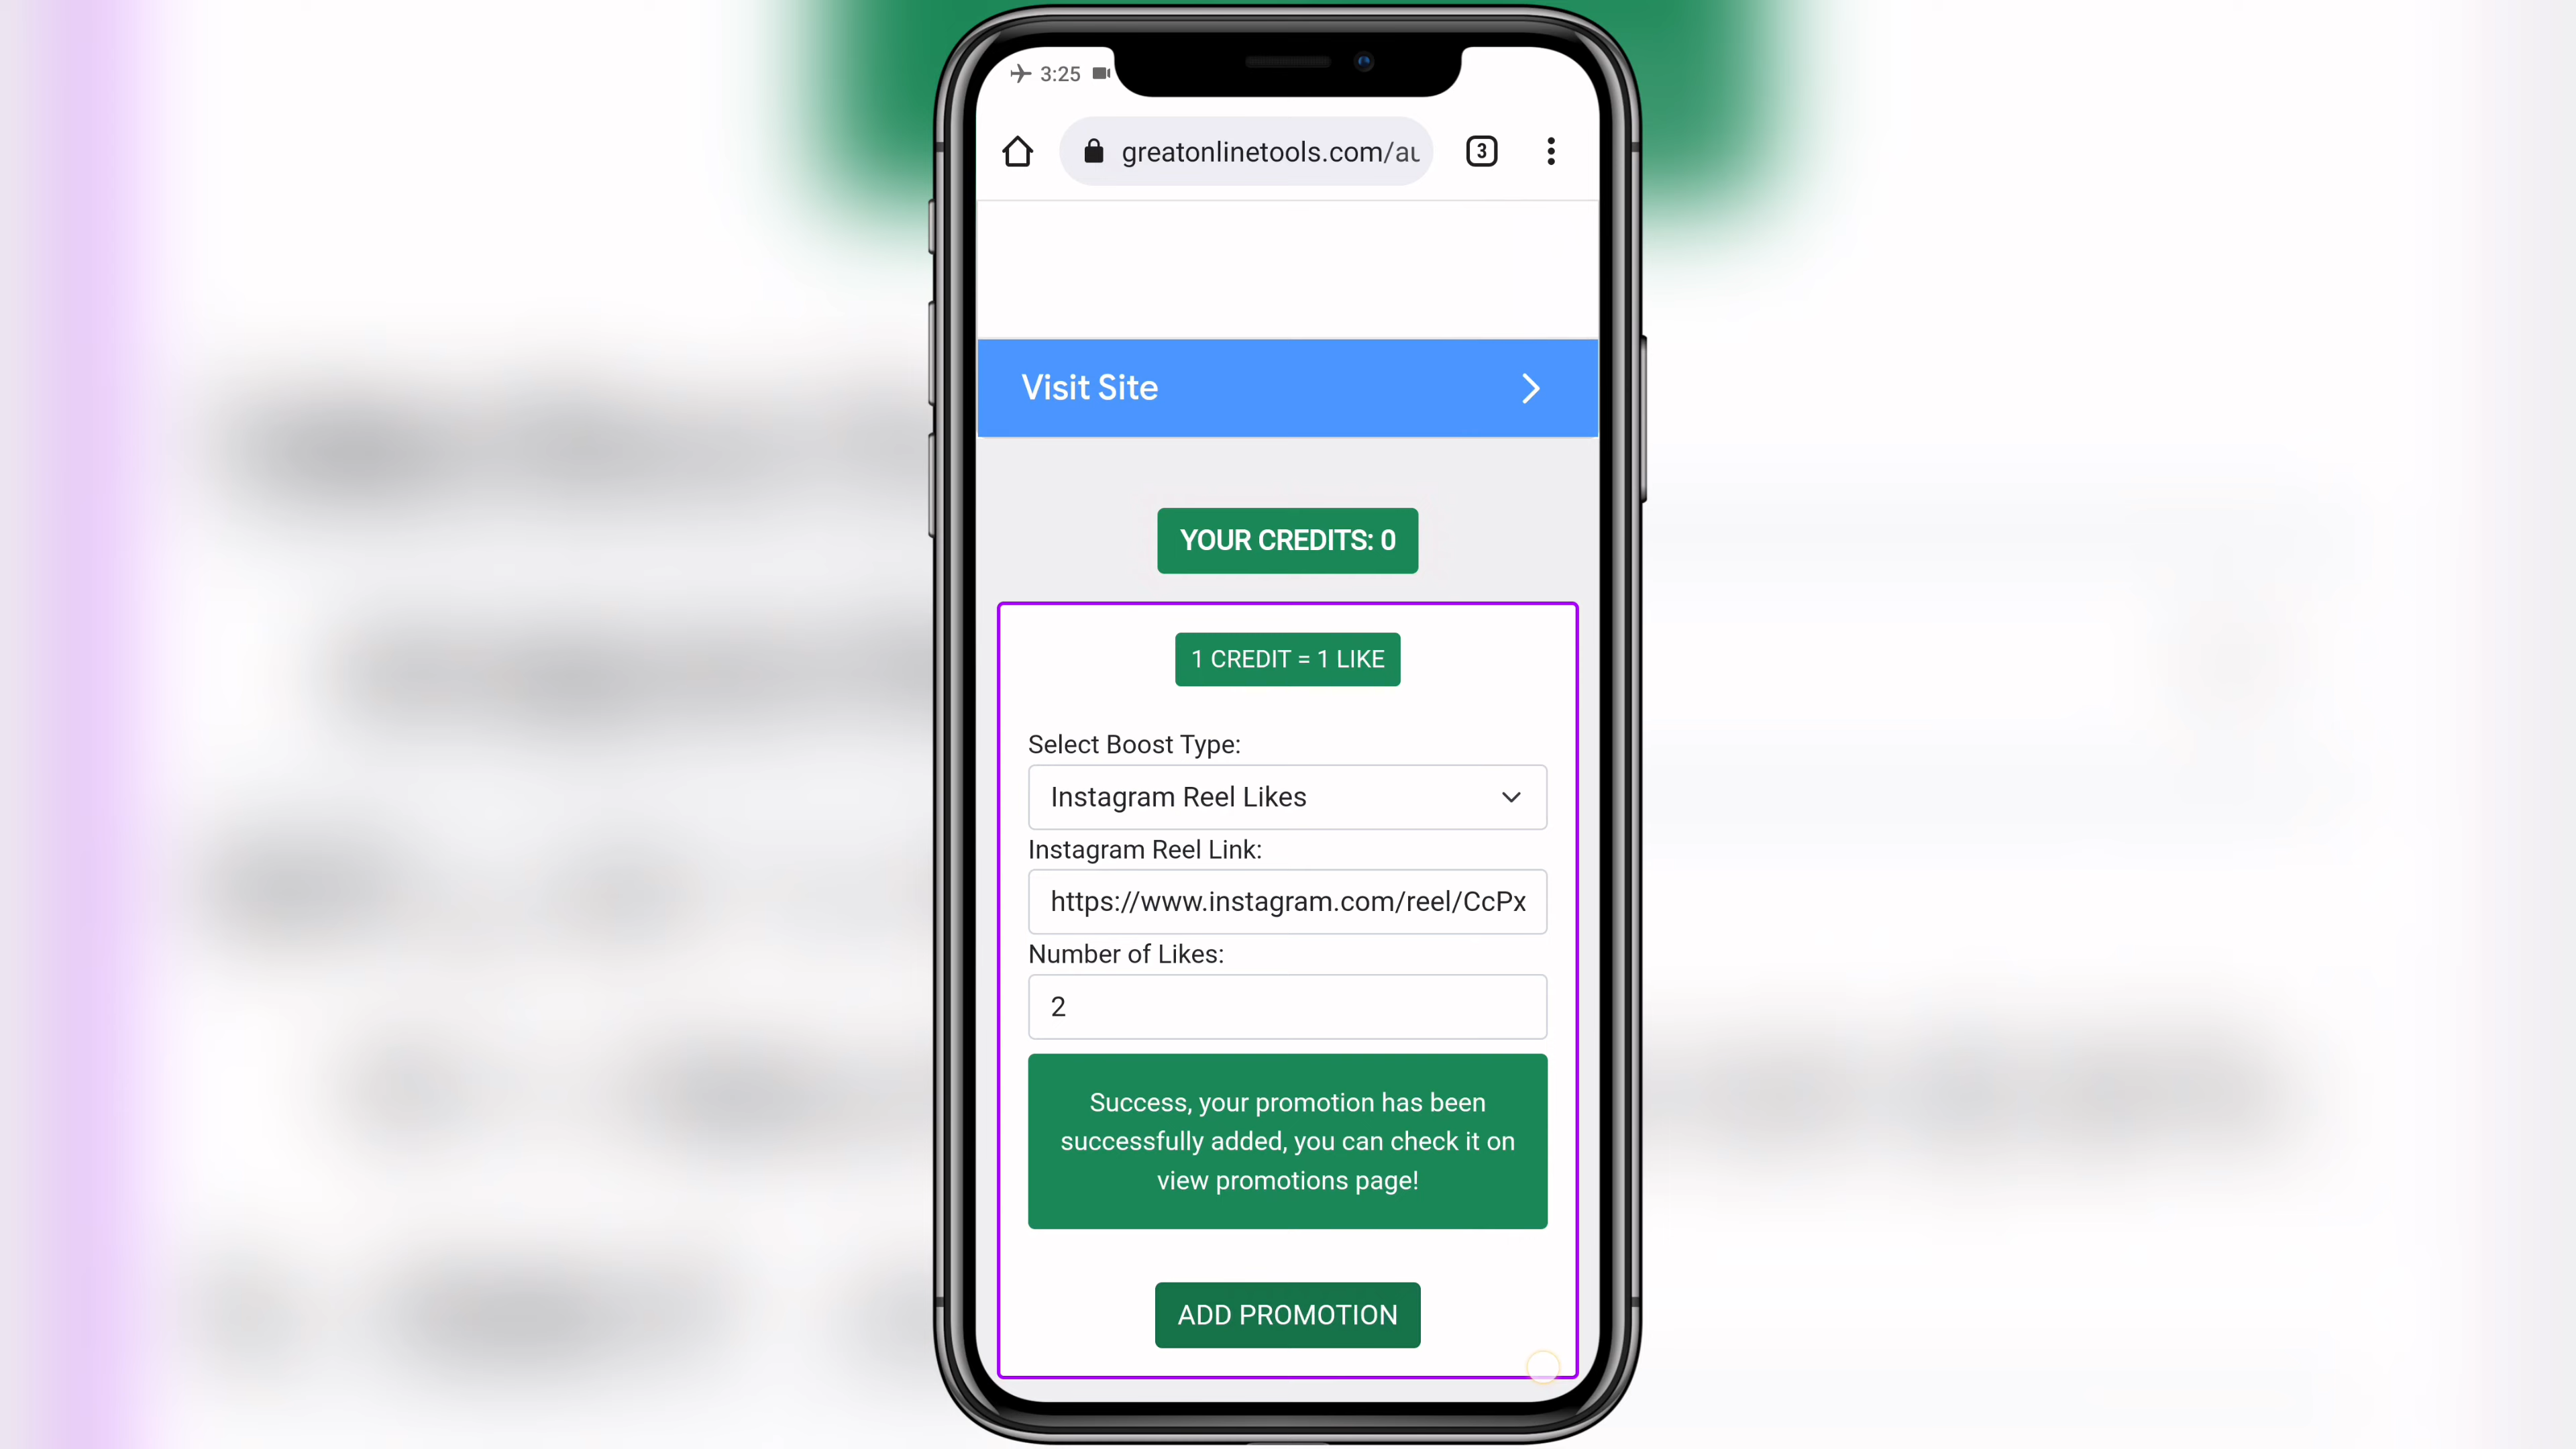 3:25
greatonlinetools.com/au
3
Visit Site
YOUR CREDITS: 0
1 CREDIT = 1 LIKE
Select Boost Type:
Instagram Reel Likes
Instagram Reel Link:
https://www.instagram.com/reel/CcPx
Number of Likes:
2
Success, your promotion has been
successfully added, you can check it on
view promotions page!
ADD PROMOTION